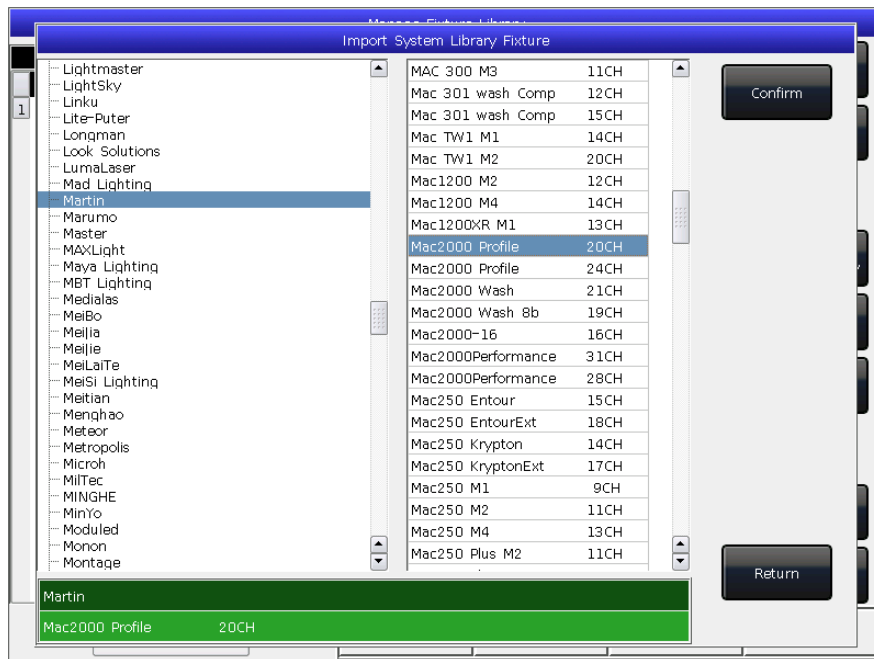 Manage Fixture Library
Import System Library Fixture
1
Lightmaster
LightSky
Linku
Lite-Puter
Longman
Look Solutions
LumaLaser
Mad Lighting
Martin
Marumo
Master
MAXLight
Maya Lighting
MBT Lighting
Medialas
MeiBo
MeiJia
MeiJie
MeiLaiTe
MeiSi Lighting
Meitian
Menghao
Meteor
Metropolis
Microh
MilTec
MINGHE
MinYo
Moduled
Monon
Montage
MAC 300 M3 11CH
Mac 301 wash Comp 12CH
Mac 301 wash Comp 15CH
Mac TW1 M1 14CH
Mac TW1 M2 20CH
Mac1200 M2 12CH
Mac1200 M4 14CH
Mac1200XR M1 13CH
Mac2000 Profile 20CH
Mac2000 Profile 24CH
Mac2000 Wash 21CH
Mac2000 Wash 8b 19CH
Mac2000-16 16CH
Mac2000Performance 31CH
Mac2000Performance 28CH
Mac250 Entour 15CH
Mac250 EntourExt 18CH
Mac250 Krypton 14CH
Mac250 KryptonExt 17CH
Mac250 M1 9CH
Mac250 M2 11CH
Mac250 M4 13CH
Mac250 Plus M2 11CH
Confirm
Return
Martin
Mac2000 Profile 20CH